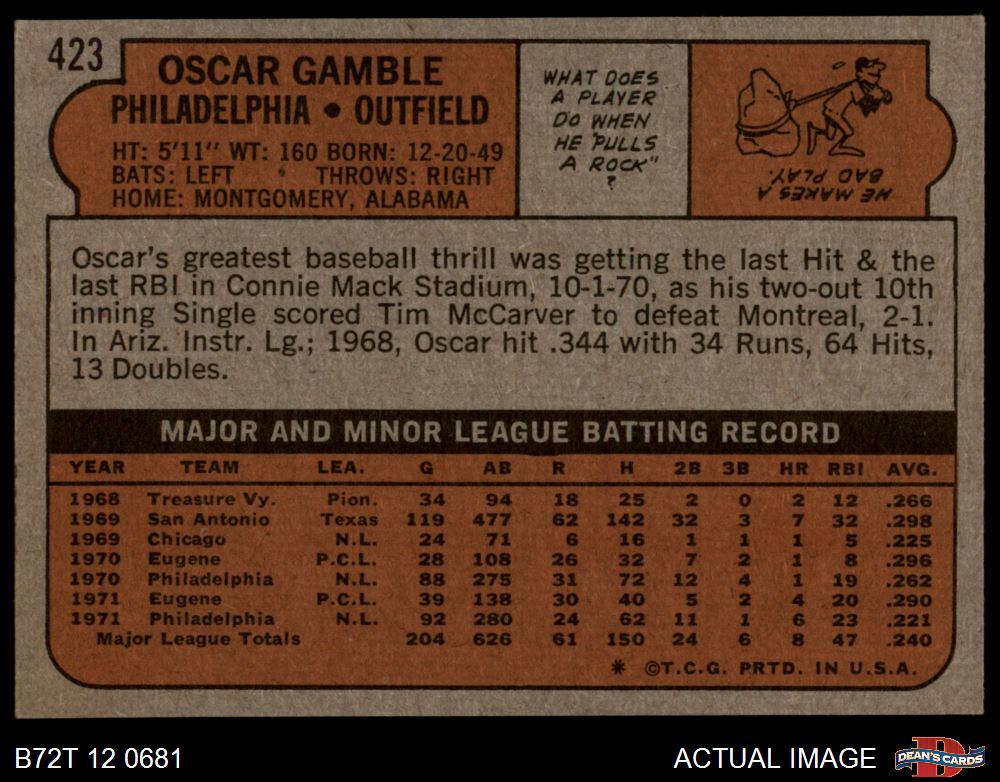 423
OSCAR GAMBLE
PHILADELPHIA • OUTFIELD
HT: 5'11" WT: 160 BORN: 12-20-49
BATS: LEFT • THROWS: RIGHT
HOME: MONTGOMERY, ALABAMA
WHAT DOES
A PLAYER
DO WHEN
HE "PULLS
A ROCK"
?
HE MAKES A
BAD PLAY.
Oscar's greatest baseball thrill was getting the last Hit & the
last RBI in Connie Mack Stadium, 10-1-70, as his two-out 10th
inning Single scored Tim McCarver to defeat Montreal, 2-1.
In Ariz. Instr. Lg.; 1968, Oscar hit .344 with 34 Runs, 64 Hits,
13 Doubles.
MAJOR AND MINOR LEAGUE BATTING RECORD
YEAR TEAM LEA. G AB R H 2B 3B HR RBI AVG.
1968 Treasure Vy. Pion. 34 94 18 25 2 0 2 12 .266
1969 San Antonio Texas 119 477 62 142 32 3 7 32 .298
1969 Chicago N.L. 24 71 6 16 1 1 1 5 .225
1970 Eugene P.C.L. 28 108 26 32 7 2 1 8 .296
1970 Philadelphia N.L. 88 275 31 72 12 4 1 19 .262
1971 Eugene P.C.L. 39 138 30 40 5 2 4 20 .290
1971 Philadelphia N.L. 92 280 24 62 11 1 6 23 .221
Major League Totals 204 626 61 150 24 6 8 47 .240
* ©T.C.G. PRTD. IN U.S.A.
B72T 12 0681
ACTUAL IMAGE
D
DEAN'S CARDS